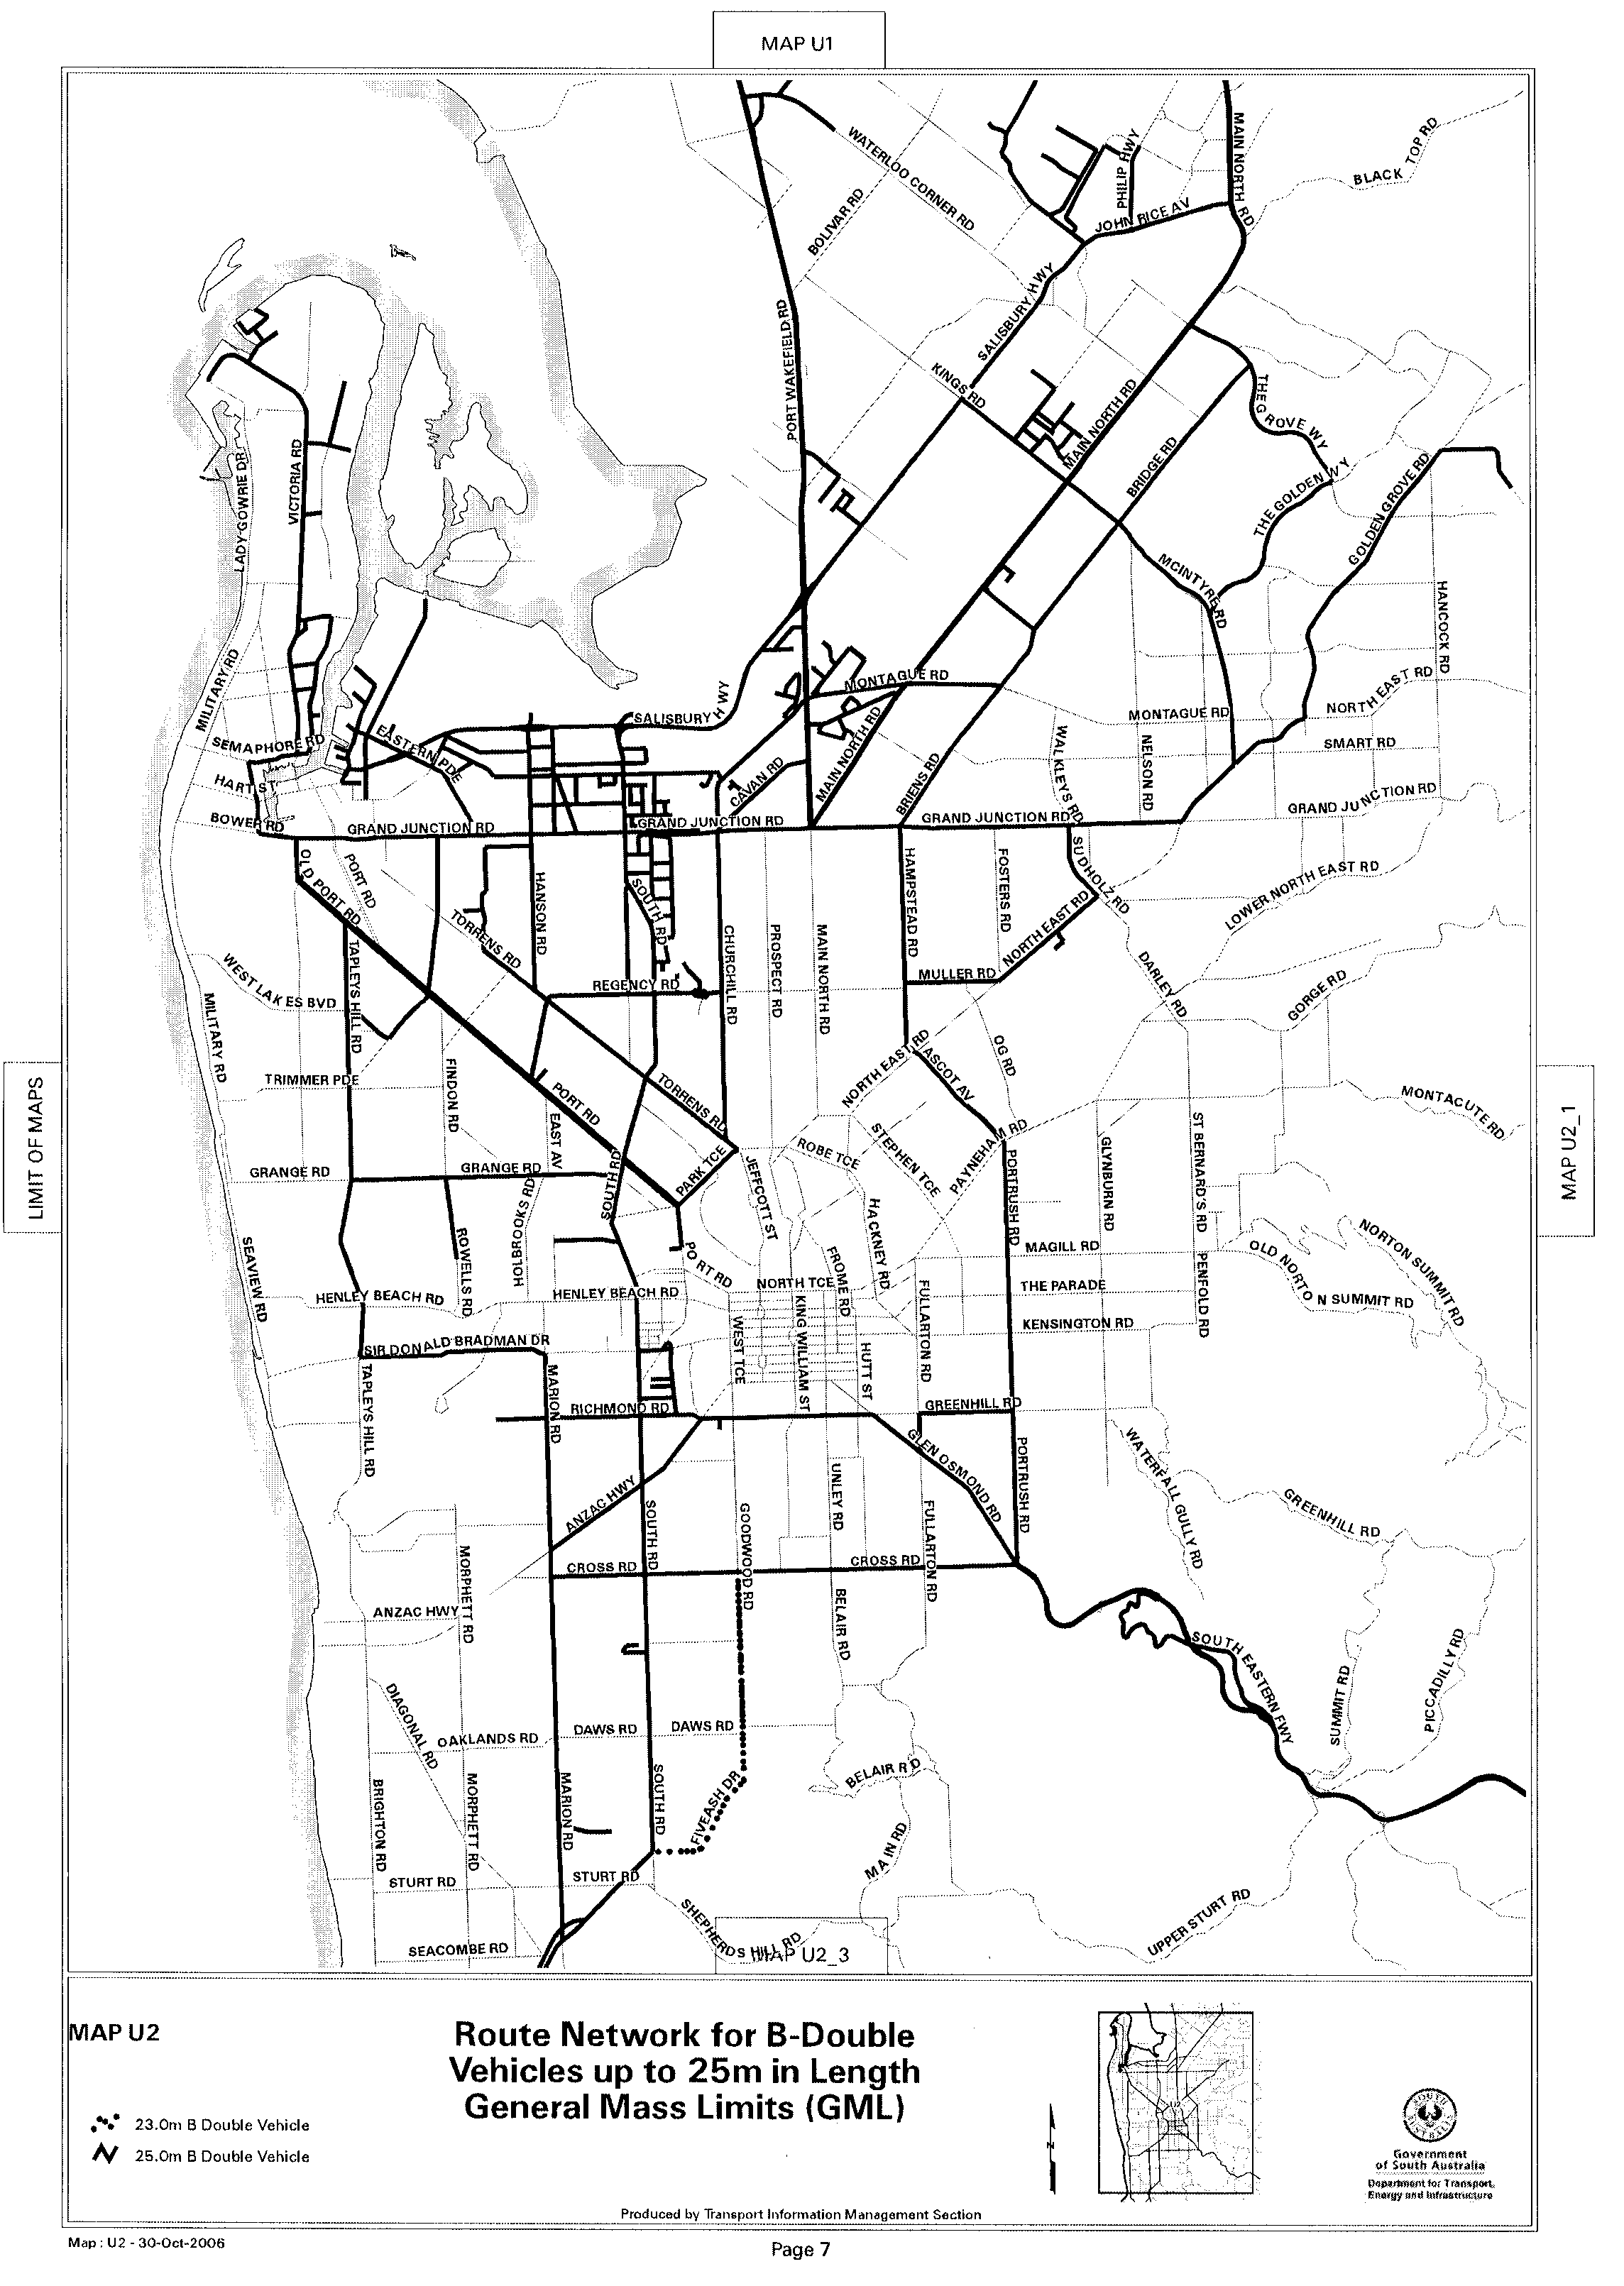 MAP U1
WATERLOO CORNER RD
MAIN NORTH RD
BLACK TOP RD
PHILIP HWY
JOHN RICE AV
BOLIVAR RD
SALISBURY HWY
PORT WAKEFIELD RD
KINGS RD
MAIN NORTH RD
THE GROVE WY
BRIDGE RD
THE GOLDEN WY
GOLDEN GROVE RD
VICTORIA RD
LADY GOWRIE DR
MCINTYRE RD
HANCOCK RD
MILITARY RD
MONTAGUE RD
SALISBURY HWY
MONTAGUE RD
NORTH EAST RD
SEMAPHORE RD
EASTERN PDE
MAIN NORTH RD
WALKLEYS RD
NELSON RD
SMART RD
HART ST
CAVAN RD
BRIENS RD
BOWER RD
GRAND JUNCTION RD
GRAND JUNCTION RD
GRAND JUNCTION RD
GRAND JUNCTION RD
OLD PORT RD
PORT RD
HANSON RD
SOUTH RD
HAMPSTEAD RD
FOSTERS RD
SUDHOLZ RD
LOWER NORTH EAST RD
TORRENS RD
CHURCHILL RD
PROSPECT RD
MAIN NORTH RD
NORTH EAST RD
WEST LAKES BVD
TAPLEYS HILL RD
REGENCY RD
MULLER RD
DARLEY RD
GORGE RD
MILITARY RD
TRIMMER PDE
FINDON RD
PORT RD
TORRENS RD
NORTH EAST RD
ASCOT AV
OG RD
MONTACUTE RD
LIMIT OF MAPS
MAP U2_1
EAST AV
ROBE TCE
STEPHEN TCE
PAYNEHAM RD
GLYNBURN RD
ST BERNARD'S RD
GRANGE RD
GRANGE RD
SOUTH RD
PARK TCE
JEFFCOTT ST
PORTRUSH RD
HOLBROOKS RD
ROWELLS RD
HACKNEY RD
MAGILL RD
OLD NORTON SUMMIT RD
NORTON SUMMIT RD
SEAVIEW RD
PORT RD
FROME RD
PENFOLD RD
HENLEY BEACH RD
HENLEY BEACH RD
NORTH TCE
THE PARADE
KING WILLIAM ST
FULLARTON RD
KENSINGTON RD
SIR DONALD BRADMAN DR
WEST TCE
HUTT ST
TAPLEYS HILL RD
MARION RD
RICHMOND RD
GREENHILL RD
GLEN OSMOND RD
PORTRUSH RD
WATERFALL GULLY RD
GREENHILL RD
ANZAC HWY
SOUTH RD
GOODWOOD RD
UNLEY RD
FULLARTON RD
MORPHETT RD
CROSS RD
CROSS RD
ANZAC HWY
BELAIR RD
SOUTH EASTERN FWY
SUMMIT RD
PICCADILLY RD
DIAGONAL RD
OAKLANDS RD
DAWS RD
DAWS RD
BELAIR RD
BRIGHTON RD
MORPHETT RD
MARION RD
SOUTH RD
FIVEASH DR
MAIN RD
STURT RD
STURT RD
SHEPHERDS HILL RD
UPPER STURT RD
SEACOMBE RD
MAP U2_3
MAP U2
Route Network for B-Double
Vehicles up to 25m in Length
General Mass Limits (GML)
23.0m B Double Vehicle
25.0m B Double Vehicle
N
SOUTH
AUSTRALIA
Government
of South Australia
Department for Transport,
Energy and Infrastructure
Produced by Transport Information Management Section
Map : U2 - 30-Oct-2006
Page 7